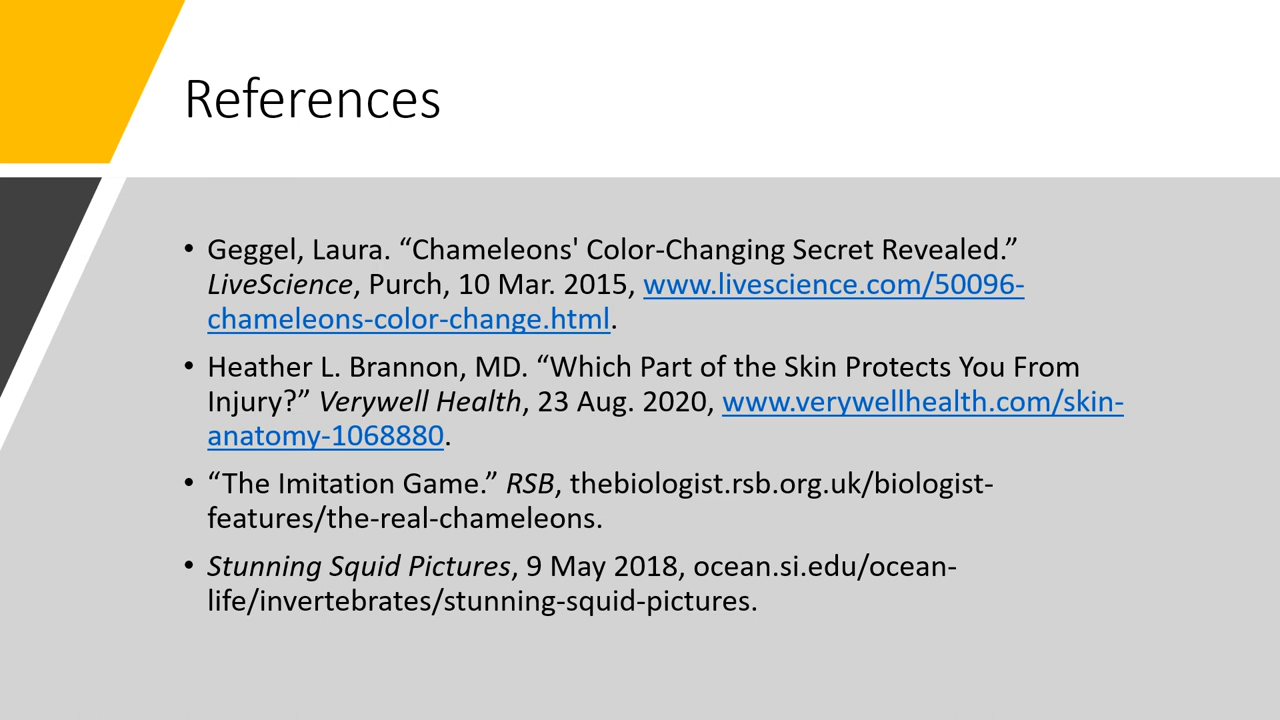 References
• Geggel, Laura. “Chameleons' Color-Changing Secret Revealed.”
LiveScience, Purch, 10 Mar. 2015, www.livescience.com/50096-
chameleons-color-change.html.
• Heather L. Brannon, MD. “Which Part of the Skin Protects You From
Injury?” Verywell Health, 23 Aug. 2020, www.verywellhealth.com/skin-
anatomy-1068880.
• “The Imitation Game.” RSB, thebiologist.rsb.org.uk/biologist-
features/the-real-chameleons.
• Stunning Squid Pictures, 9 May 2018, ocean.si.edu/ocean-
life/invertebrates/stunning-squid-pictures.